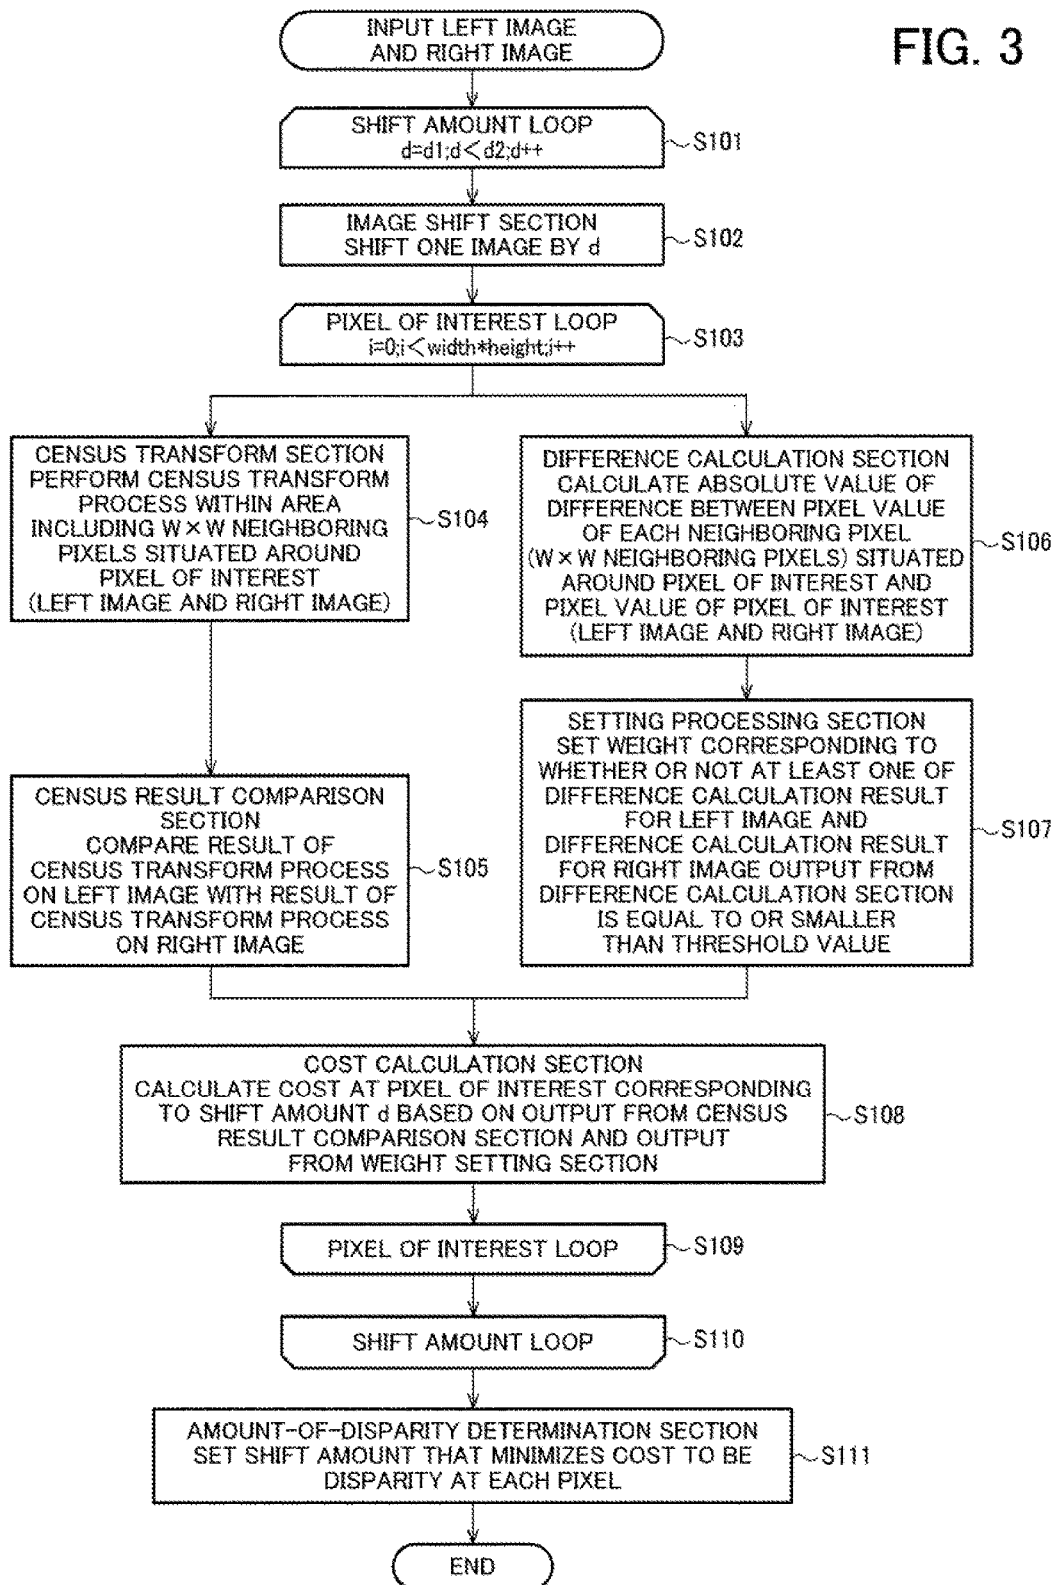 INPUT LEFT IMAGE
AND RIGHT IMAGE
FIG. 3
SHIFT AMOUNT LOOP
d=d1;d<d2;d++
S101
IMAGE SHIFT SECTION
SHIFT ONE IMAGE BY d
S102
PIXEL OF INTEREST LOOP
i=0;i<width*height;i++
S103
CENSUS TRANSFORM SECTION
PERFORM CENSUS TRANSFORM
PROCESS WITHIN AREA
INCLUDING W×W NEIGHBORING
PIXELS SITUATED AROUND
PIXEL OF INTEREST
(LEFT IMAGE AND RIGHT IMAGE)
S104
DIFFERENCE CALCULATION SECTION
CALCULATE ABSOLUTE VALUE OF
DIFFERENCE BETWEEN PIXEL VALUE
OF EACH NEIGHBORING PIXEL
(W×W NEIGHBORING PIXELS) SITUATED
AROUND PIXEL OF INTEREST AND
PIXEL VALUE OF PIXEL OF INTEREST
(LEFT IMAGE AND RIGHT IMAGE)
S106
CENSUS RESULT COMPARISON
SECTION
COMPARE RESULT OF
CENSUS TRANSFORM PROCESS
ON LEFT IMAGE WITH RESULT OF
CENSUS TRANSFORM PROCESS
ON RIGHT IMAGE
S105
SETTING PROCESSING SECTION
SET WEIGHT CORRESPONDING TO
WHETHER OR NOT AT LEAST ONE OF
DIFFERENCE CALCULATION RESULT
FOR LEFT IMAGE AND
DIFFERENCE CALCULATION RESULT
FOR RIGHT IMAGE OUTPUT FROM
DIFFERENCE CALCULATION SECTION
IS EQUAL TO OR SMALLER
THAN THRESHOLD VALUE
S107
COST CALCULATION SECTION
CALCULATE COST AT PIXEL OF INTEREST CORRESPONDING
TO SHIFT AMOUNT d BASED ON OUTPUT FROM CENSUS
RESULT COMPARISON SECTION AND OUTPUT
FROM WEIGHT SETTING SECTION
S108
PIXEL OF INTEREST LOOP
S109
SHIFT AMOUNT LOOP
S110
AMOUNT-OF-DISPARITY DETERMINATION SECTION
SET SHIFT AMOUNT THAT MINIMIZES COST TO BE
DISPARITY AT EACH PIXEL
S111
END